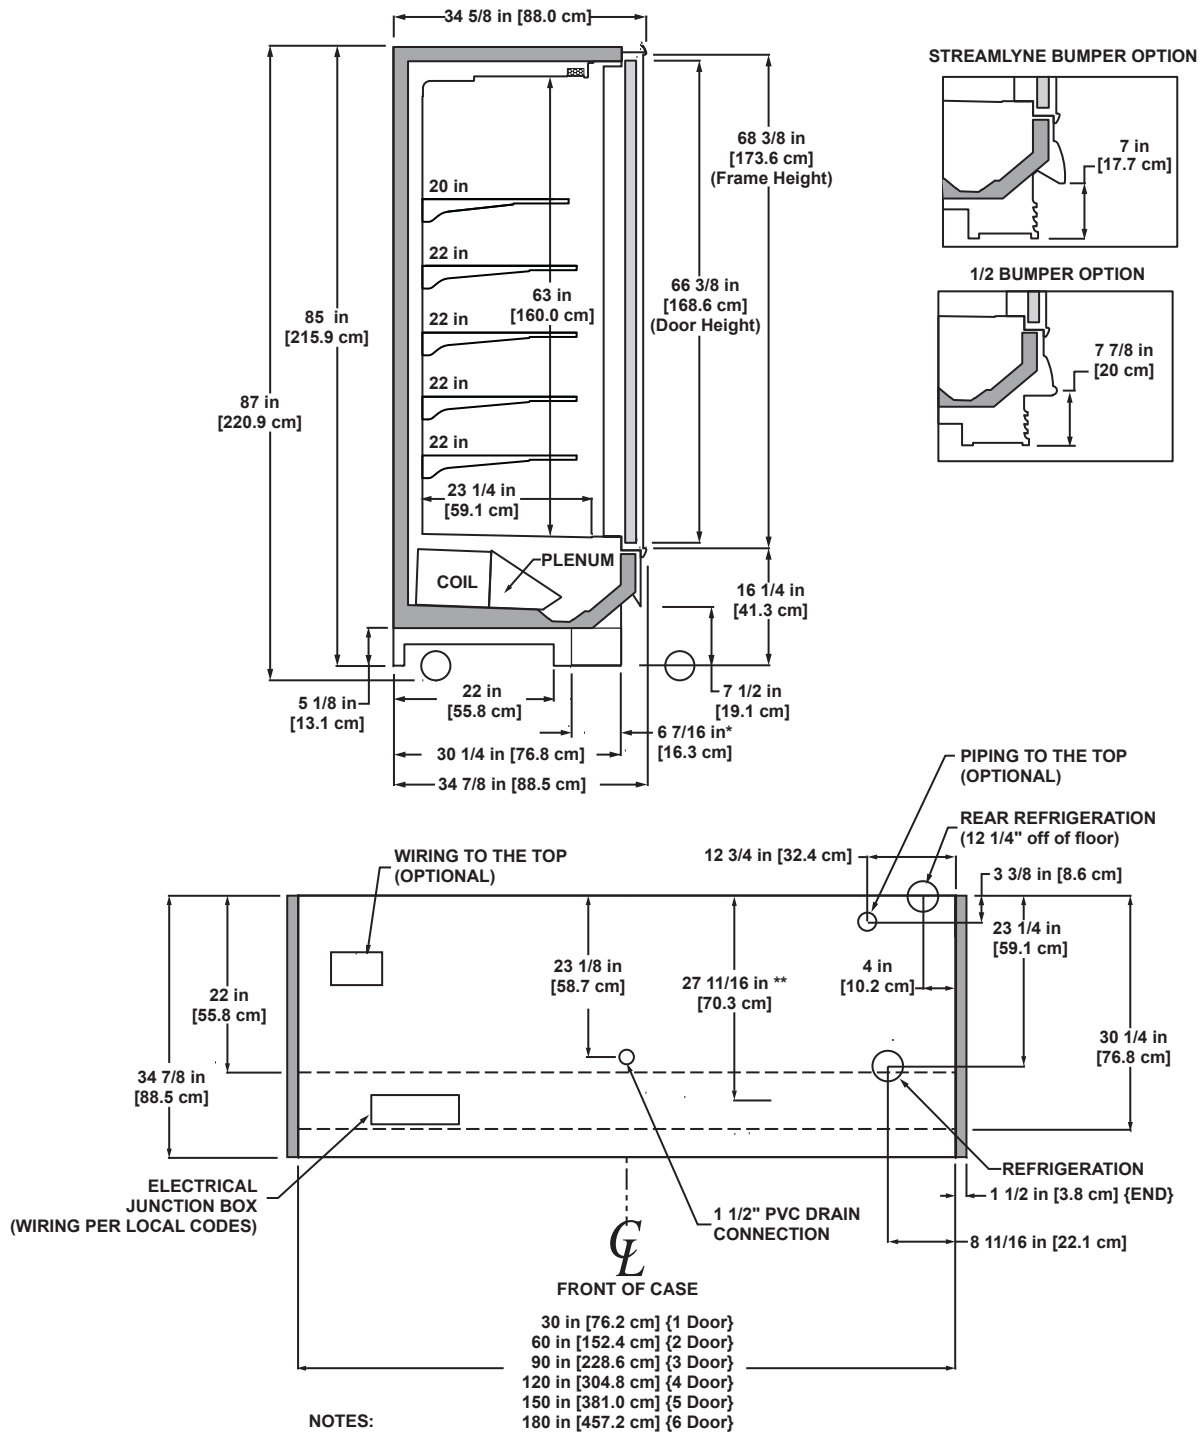 34 5/8 in [88.0 cm]
STREAMLYNE BUMPER OPTION
68 3/8 in
[173.6 cm]
(Frame Height)
7 in
[17.7 cm]
20 in
22 in
1/2 BUMPER OPTION
63 in
[160.0 cm]
66 3/8 in
[168.6 cm]
(Door Height)
85 in
[215.9 cm]
22 in
7 7/8 in
[20 cm]
22 in
87 in
[220.9 cm]
22 in
23 1/4 in
[59.1 cm]
PLENUM
COIL
16 1/4 in
[41.3 cm]
5 1/8 in
[13.1 cm]
22 in
[55.8 cm]
7 1/2 in
[19.1 cm]
6 7/16 in*
[16.3 cm]
30 1/4 in [76.8 cm]
34 7/8 in [88.5 cm]
PIPING TO THE TOP
(OPTIONAL)
REAR REFRIGERATION
(12 1/4" off of floor)
12 3/4 in [32.4 cm]
WIRING TO THE TOP
(OPTIONAL)
3 3/8 in [8.6 cm]
23 1/4 in
[59.1 cm]
23 1/8 in
[58.7 cm]
27 11/16 in **
[70.3 cm]
4 in
[10.2 cm]
22 in
[55.8 cm]
30 1/4 in
[76.8 cm]
34 7/8 in
[88.5 cm]
REFRIGERATION
1 1/2 in [3.8 cm] {END}
ELECTRICAL
JUNCTION BOX
(WIRING PER LOCAL CODES)
1 1/2" PVC DRAIN
CONNECTION
8 11/16 in [22.1 cm]
CL
FRONT OF CASE
30 in [76.2 cm] {1 Door}
60 in [152.4 cm] {2 Door}
90 in [228.6 cm] {3 Door}
120 in [304.8 cm] {4 Door}
150 in [381.0 cm] {5 Door}
180 in [457.2 cm] {6 Door}
NOTES: